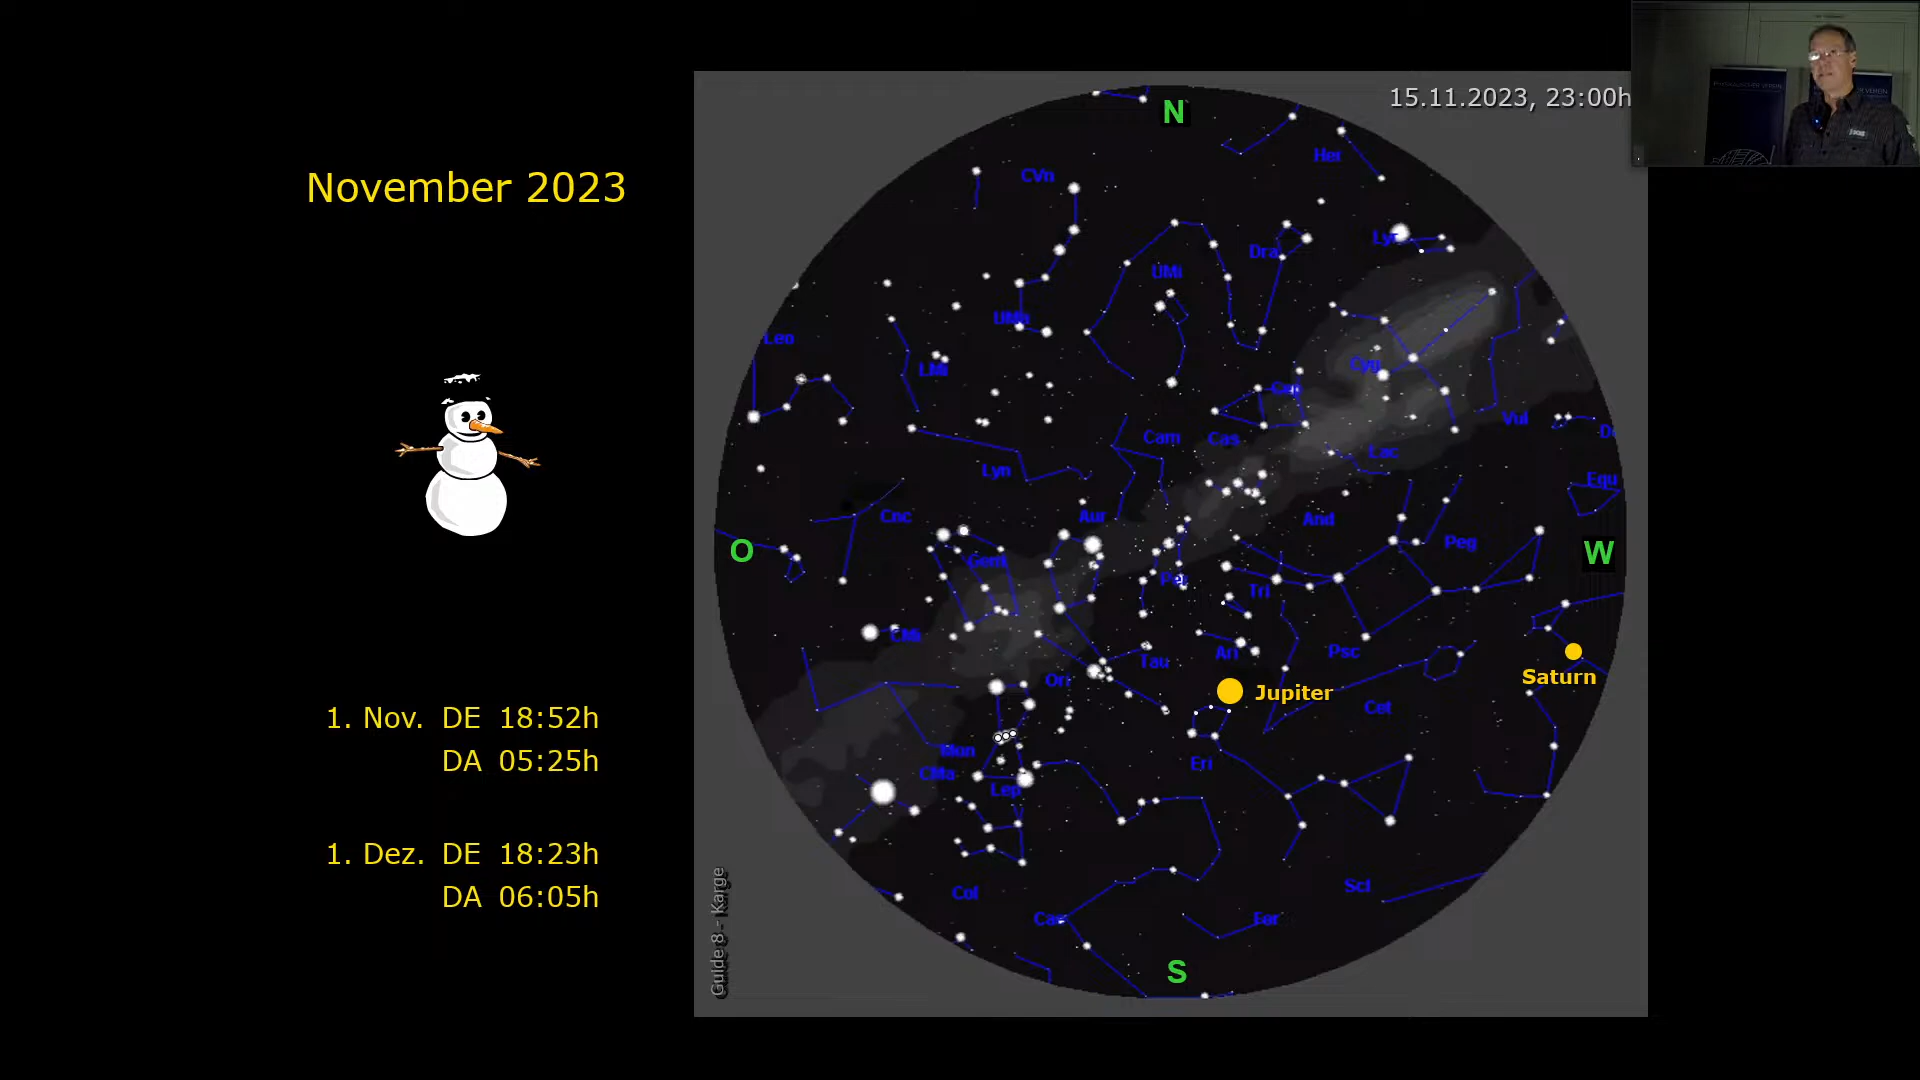 15.11.2023, 23:00h
November 2023
N
Her
CVn
Lyr
Dra
UMi
UMa
Leo
LMi
Cyg
Cep
Vul
Cam
Cas
Lac
Lyn
Equ
Cnc
Aur
And
Peg
O
W
Gem
Per
Tri
CMi
Ari
Psc
Tau
Saturn
Ori
Jupiter
Cet
1. Nov. DE 18:52h
DA 05:25h
Mon
Eri
CMa
Lep
1. Dez. DE 18:23h
DA 06:05h
Scl
Col
Cae
For
S
Guide 8 - Karge